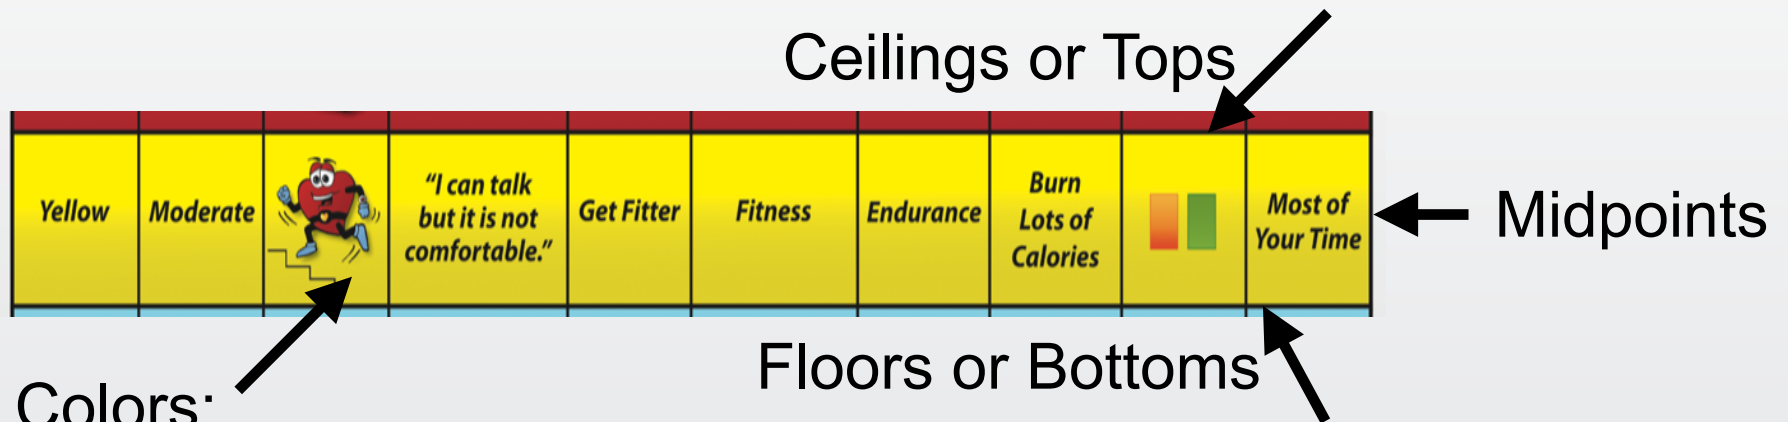 Ceilings or Tops
Yellow
Moderate
"I can talk
but it is not
comfortable."
Get Fitter
Fitness
Endurance
Burn
Lots of
Calories
Most of
Your Time
Midpoints
Floors or Bottoms
Colors: